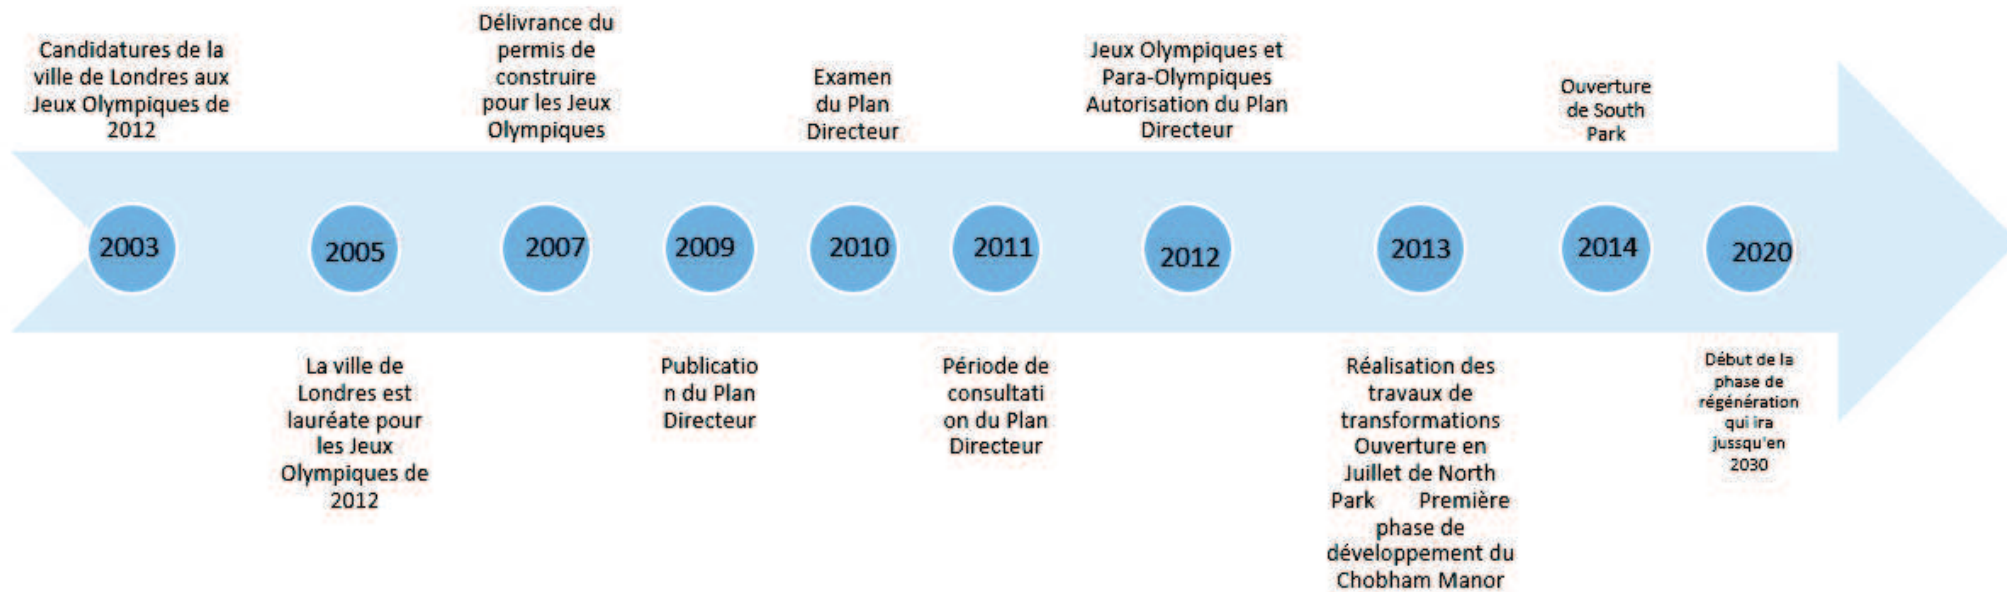 Candidatures de la
ville de Londres aux
Jeux Olympiques de
2012
Délivrance du
permis de
construire
pour les Jeux
Olympiques
Examen
du Plan
Directeur
Jeux Olympiques et
Para-Olympiques
Autorisation du Plan
Directeur
Ouverture
de South
Park
2003
2005
2007
2009
2010
2011
2012
2013
2014
2020
La ville de
Londres est
lauréate pour
les Jeux
Olympiques de
2012
Publicatio
n du Plan
Directeur
Période de
consultati
on du Plan
Directeur
Réalisation des
travaux de
transformations
Ouverture en
Juillet de North
Park Première
phase de
développement du
Chobham Manor
Début de la
phase de
régénération
qui ira
jussqu'en
2030